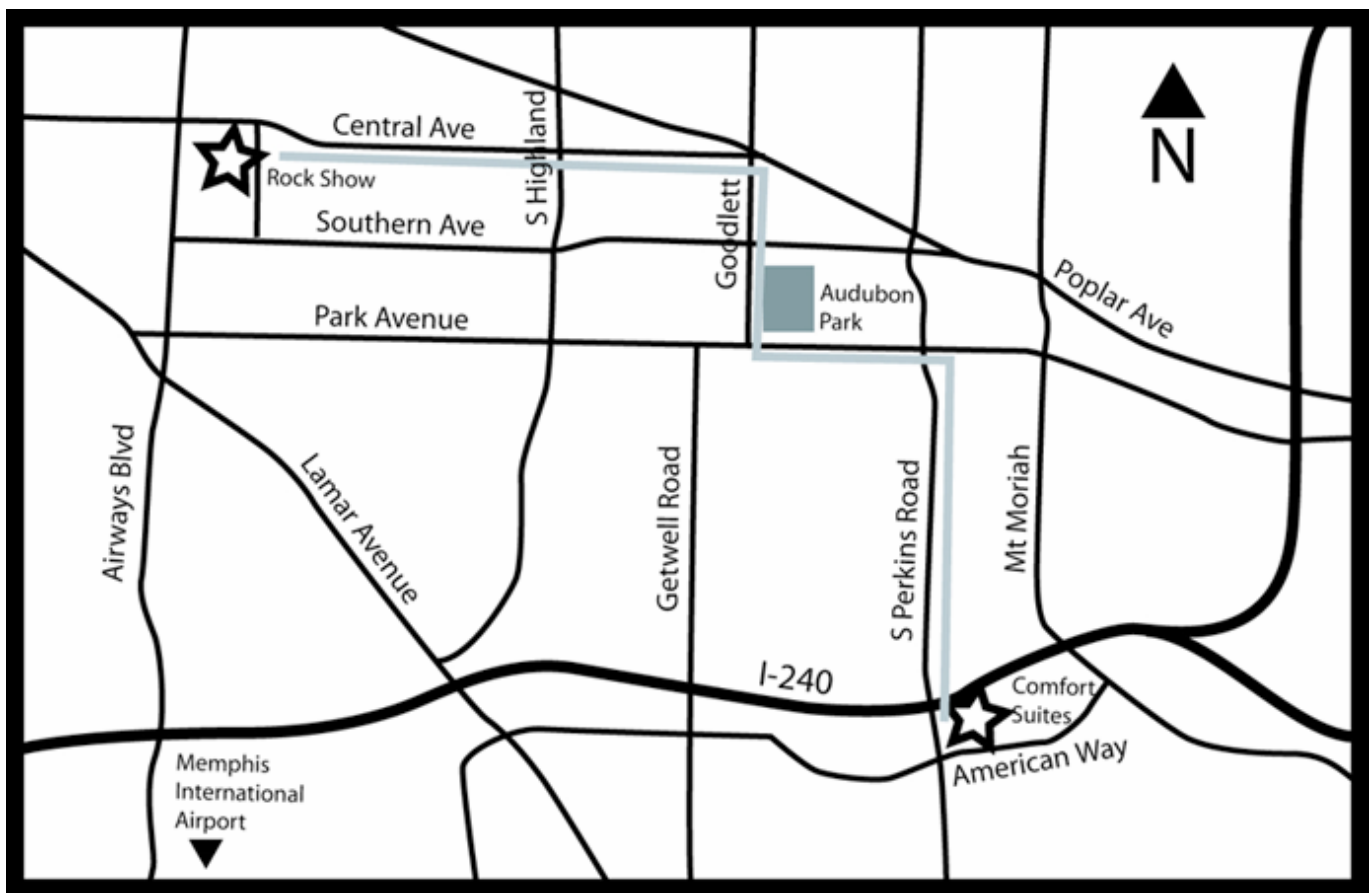 Central Ave
S Highland
N
Rock Show
Southern Ave
Goodlett
Poplar Ave
Audubon
Park
Park Avenue
Airways Blvd
Lamar Avenue
Getwell Road
S Perkins Road
Mt Moriah
I-240
Comfort
Suites
American Way
Memphis
International
Airport